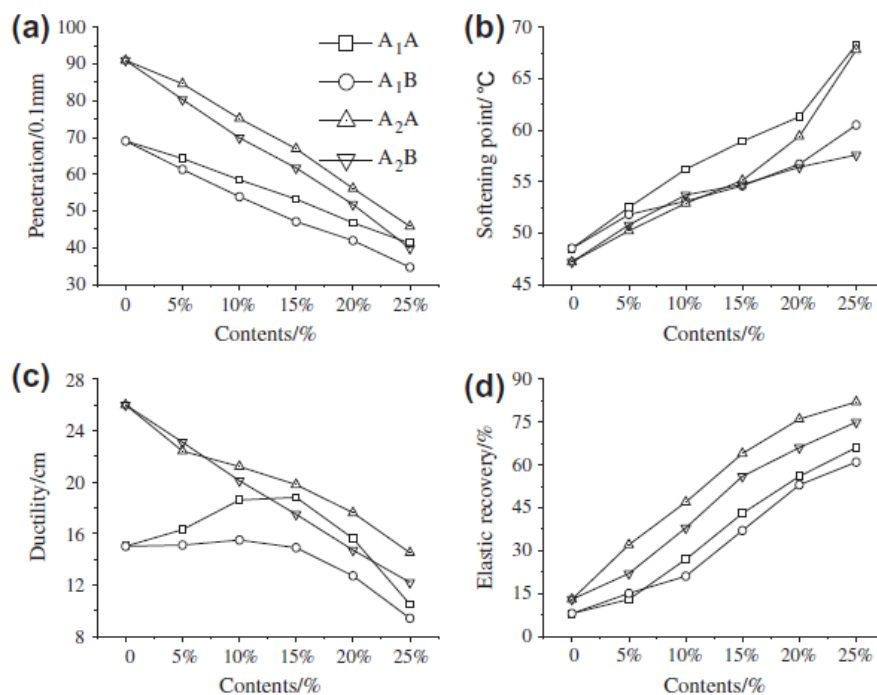 (a)
100
90
80
70
60
50
40
30
Penetration/0.1mm
A₁A
A₁B
A₂A
A₂B
0 5% 10% 15% 20% 25%
Contents/%
(b)
70
65
60
55
50
45
Softening point/℃
0 5% 10% 15% 20% 25%
Contents/%
(c)
28
24
20
16
12
8
Ductility/cm
0 5% 10% 15% 20% 25%
Contents/%
(d)
90
75
60
45
30
15
0
Elastic recovery/%
0 5% 10% 15% 20% 25%
Contents/%